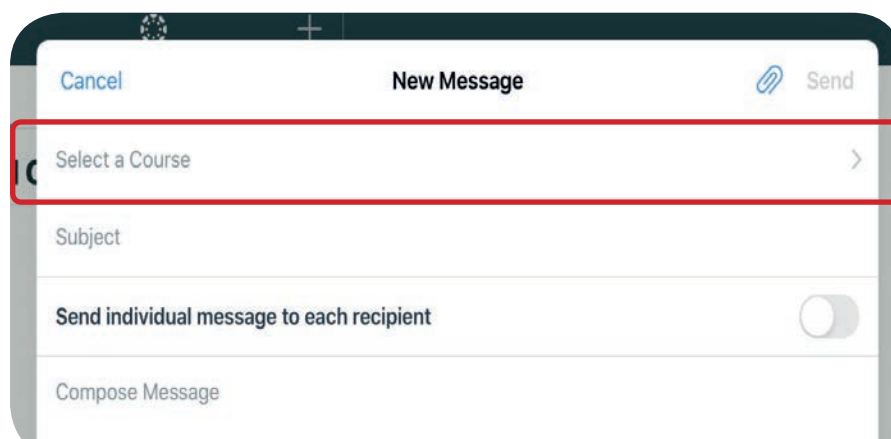 Cancel New Message Send
Select a Course
Subject
Send individual message to each recipient
Compose Message